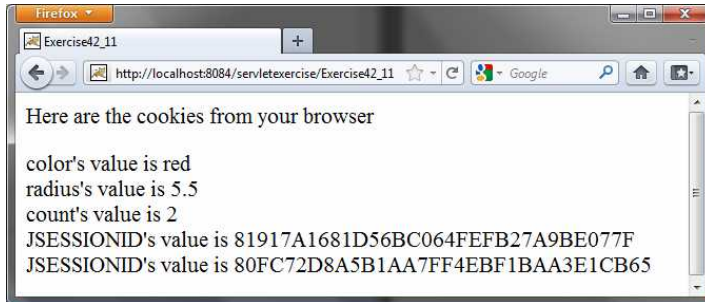 Firefox
Exercise42_11
http://localhost:8084/servletexercise/Exercise42_11
Google
Here are the cookies from your browser
color's value is red
radius's value is 5.5
count's value is 2
JSESSIONID's value is 81917A1681D56BC064FEFB27A9BE077F
JSESSIONID's value is 80FC72D8A5B1AA7FF4EBF1BAA3E1CB65